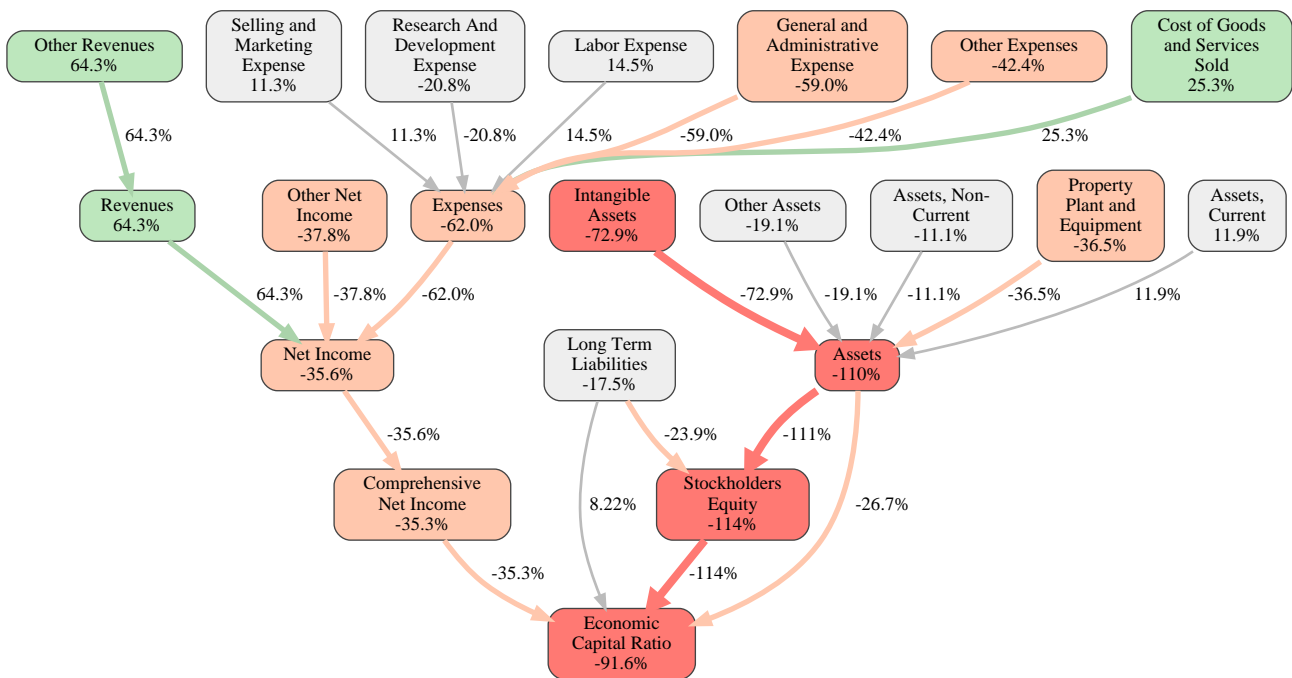 Other Revenues
64.3%
Selling and
Marketing
Expense
11.3%
Research And
Development
Expense
-20.8%
Labor Expense
14.5%
General and
Administrative
Expense
-59.0%
Other Expenses
-42.4%
Cost of Goods
and Services
Sold
25.3%
64.3%
11.3%
-20.8%
14.5%
-59.0%
-42.4%
25.3%
Revenues
64.3%
Other Net
Income
-37.8%
Expenses
-62.0%
Intangible
Assets
-72.9%
Other Assets
-19.1%
Assets, Non-
Current
-11.1%
Property
Plant and
Equipment
-36.5%
Assets,
Current
11.9%
64.3%
-37.8%
-62.0%
-72.9%
-19.1%
-11.1%
-36.5%
11.9%
Net Income
-35.6%
Long Term
Liabilities
-17.5%
Assets
-110%
-35.6%
-23.9%
-111%
Comprehensive
Net Income
-35.3%
8.22%
Stockholders
Equity
-114%
-26.7%
-35.3%
-114%
Economic
Capital Ratio
-91.6%